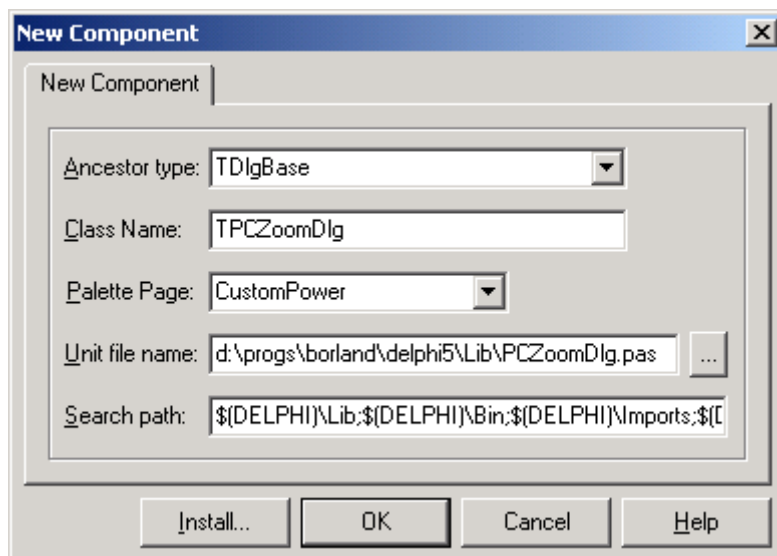 New Component
New Component
Ancestor type: TDlgBase
Class Name: TPCZoomDlg
Palette Page: CustomPower
Unit file name: d:\progs\borland\delphi5\Lib\PCZoomDlg.pas ...
Search path: $(DELPHI)\Lib;$(DELPHI)\Bin;$(DELPHI)\Imports;$(D
Install... OK Cancel Help